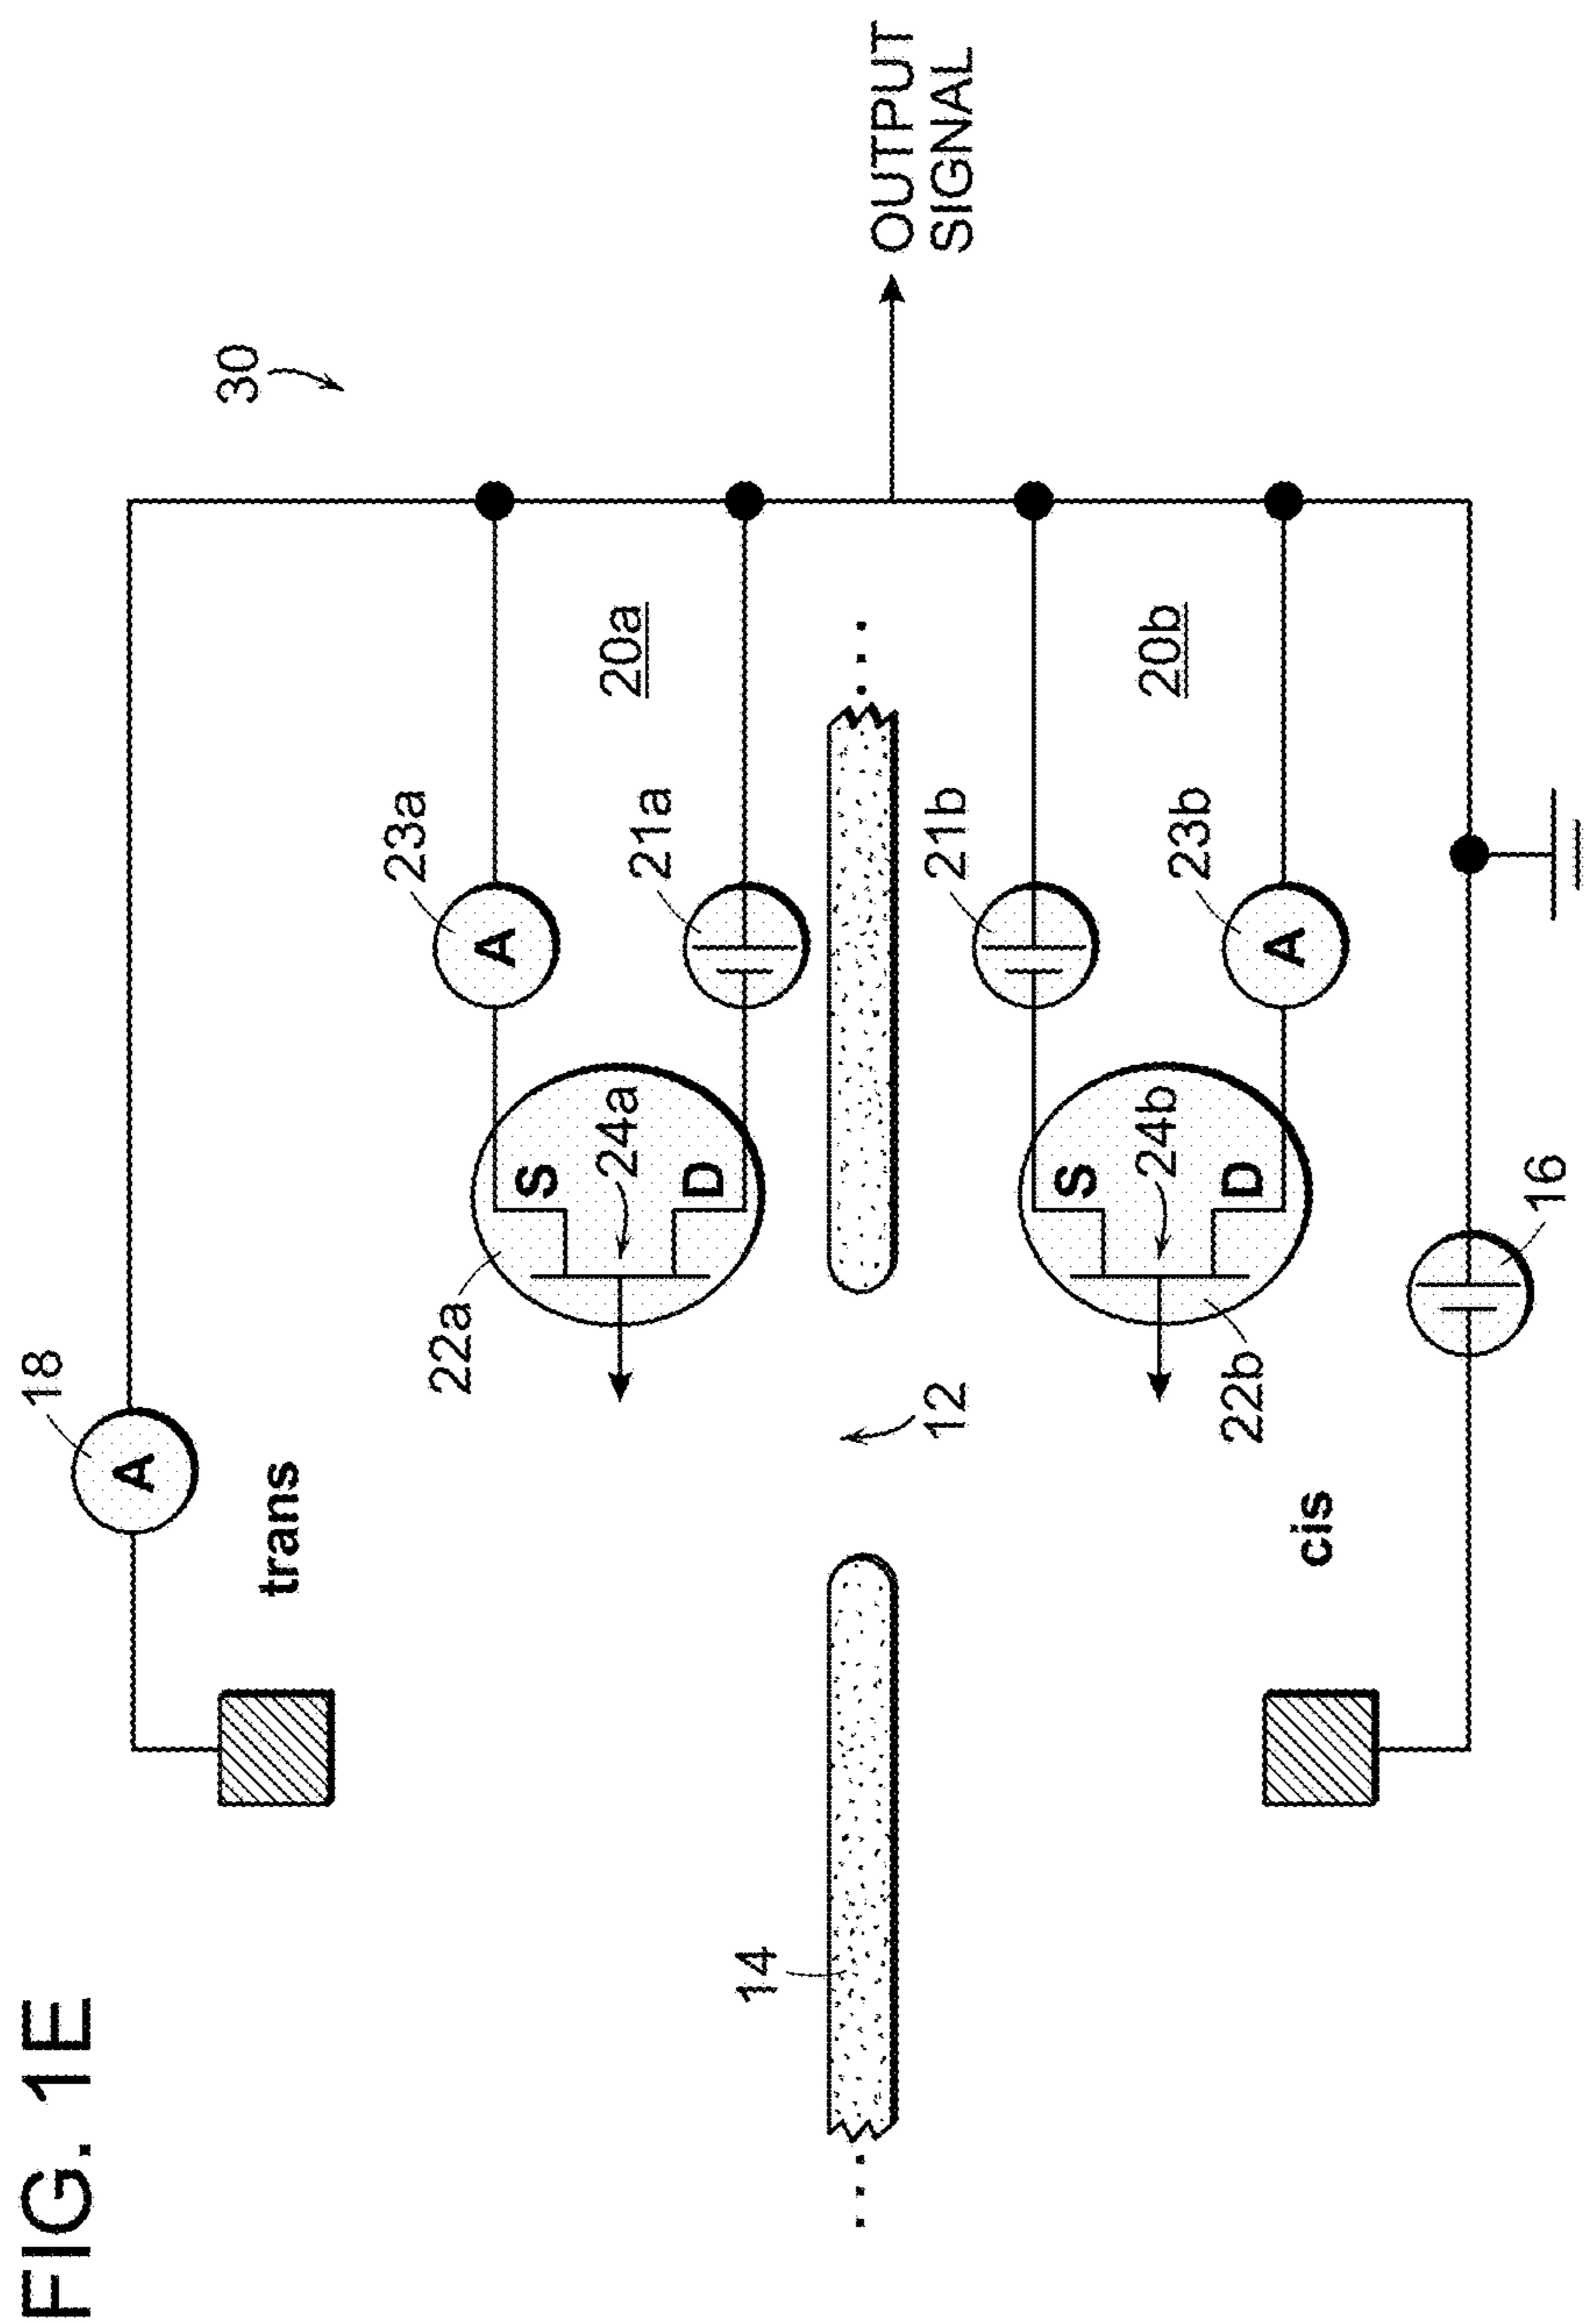 FIG. 1E
18
A
30
trans
23a
22a
A
S
24a
20a
21a
D
14
OUTPUT
SIGNAL
12
21b
S
24b
20b
23b
22b
D
A
cis
16